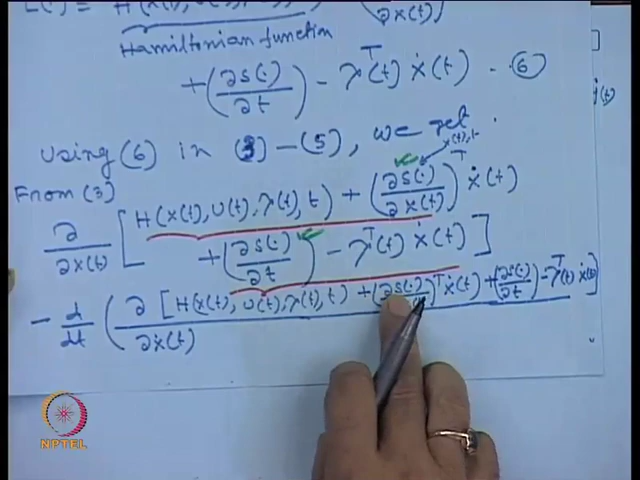 H(x(t), U(t), λ(t), t)
∂x(t)
Hamiltonian function
+ (∂S(·)/∂t) - λᵀ(t) ẋ(t) - (6)
Using (6) in (3) - (5), we get
x(t), t
From (3)
∂/∂x(t) [H(x(t), U(t), λ(t), t) + (∂S(·)/∂x(t))ᵀ ẋ(t)
+ (∂S(·)/∂t) - λᵀ(t) ẋ(t)]
- d/dt (∂ [H(x(t), U(t), λ(t), t) + (∂S(·)/ )ᵀ ẋ(t) + (∂S(·)/∂t) - λᵀ(t) ẋ(t)]
∂ẋ(t)
NPTEL